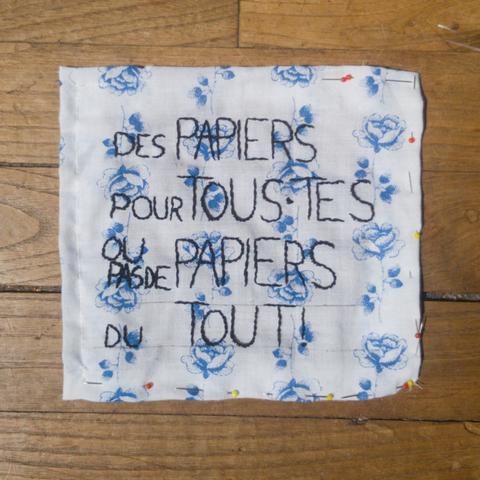 DES PAPIERS
POUR TOUS·TES
OU PAS DE PAPIERS
DU TOUT!